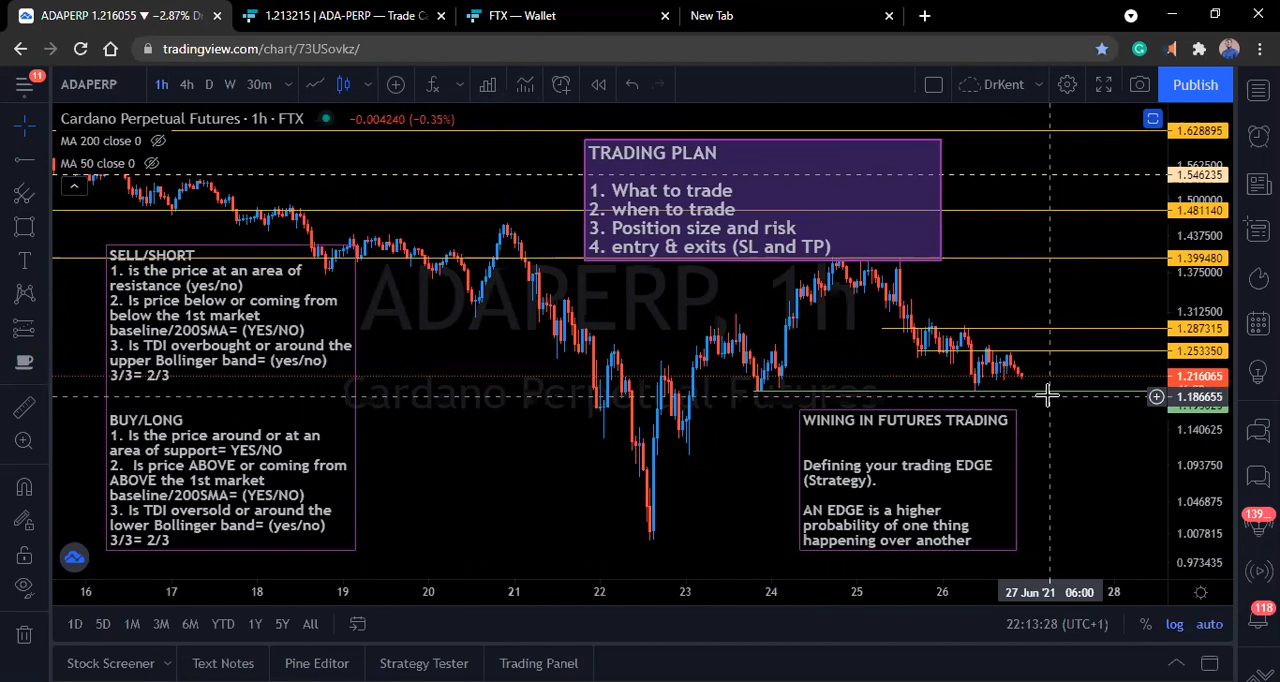 ADAPERP 1.216055 ▼ −2.87%
1.213215 | ADA-PERP — Trade
FTX — Wallet
New Tab
tradingview.com/chart/73USovkz/
11
ADAPERP
1h
4h
D
W
30m
DrKent
Publish
Cardano Perpetual Futures · 1h · FTX
−0.004240 (−0.35%)
MA 200 close 0
MA 50 close 0
TRADING PLAN
1. What to trade
2. when to trade
3. Position size and risk
4. entry & exits (SL and TP)
SELL/SHORT
1. is the price at an area of
resistance (yes/no)
2. Is price below or coming from
below the 1st market
baseline/200SMA= (YES/NO)
3. Is TDI overbought or around the
upper Bollinger band= (yes/no)
3/3= 2/3
BUY/LONG
1. Is the price around or at an
area of support= YES/NO
2. Is price ABOVE or coming from
ABOVE the 1st market
baseline/200SMA= (YES/NO)
3. Is TDI oversold or around the
lower Bollinger band= (yes/no)
3/3= 2/3
ADAPERP, 1h
Cardano Perpetual Futures
WINING IN FUTURES TRADING
Defining your trading EDGE
(Strategy).
AN EDGE is a higher
probability of one thing
happening over another
1.628895
1.562500
1.546235
1.500000
1.481140
1.437500
1.399480
1.375000
1.312500
1.287315
1.253350
1.216065
1.186655
1.140625
1.093750
1.046875
1.007815
0.973435
16
17
18
19
20
21
22
23
24
25
26
27 Jun '21 06:00
28
1D
5D
1M
3M
6M
YTD
1Y
5Y
All
22:13:28 (UTC+1)
%
log
auto
Stock Screener
Text Notes
Pine Editor
Strategy Tester
Trading Panel
139...
118